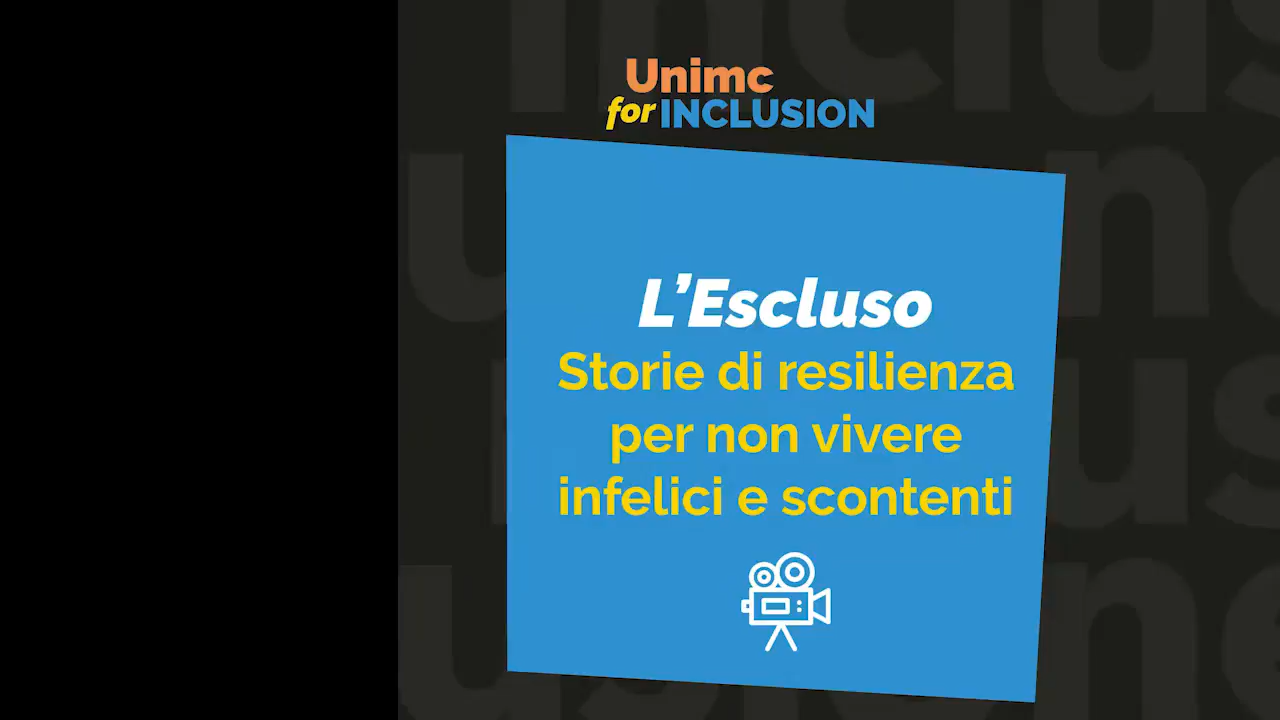 Unimc
for INCLUSION
L'Escluso
Storie di resilienza
per non vivere
infelici e scontenti